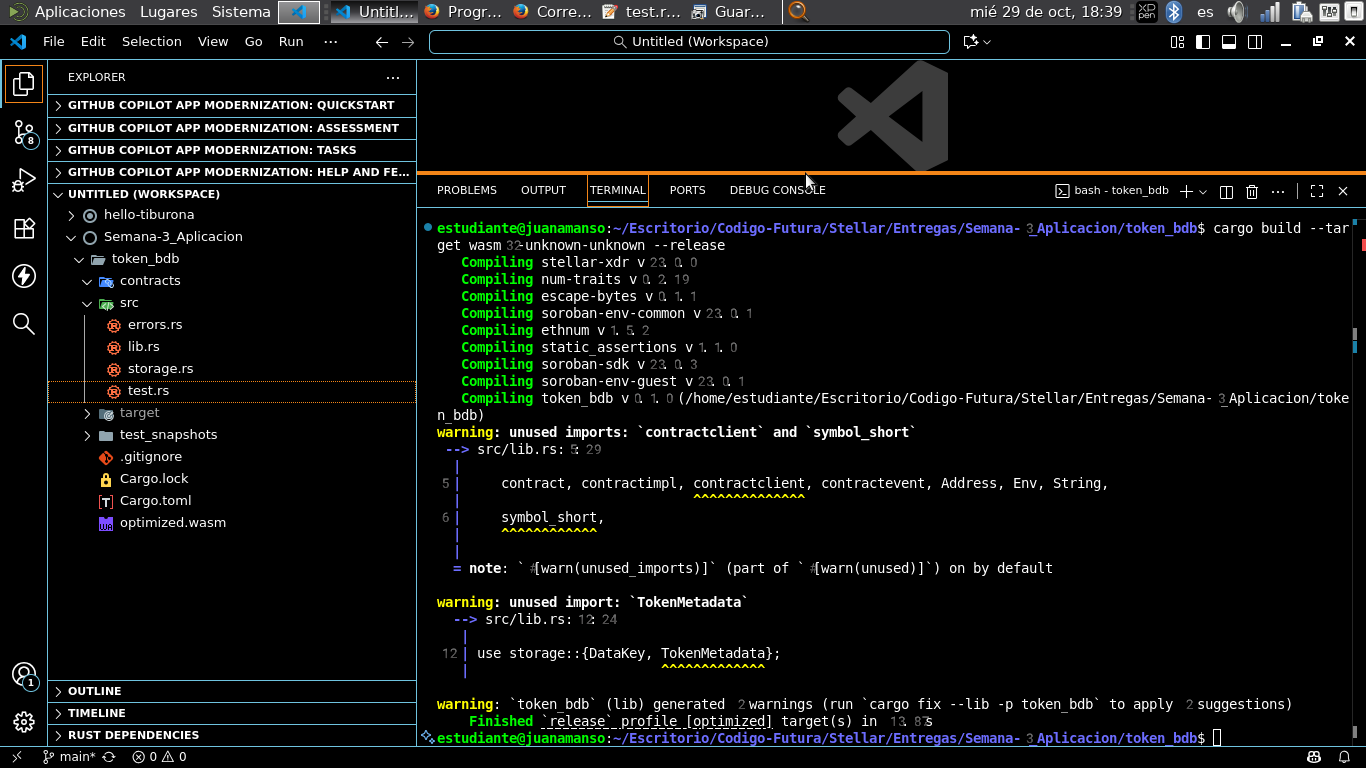 Aplicaciones Lugares Sistema Untitl... Progr... Corre... test.r... Guar... mié 29 de oct, 18:39 XP PEN es
File Edit Selection View Go Run ··· Untitled (Workspace)
EXPLORER ···
GITHUB COPILOT APP MODERNIZATION: QUICKSTART
GITHUB COPILOT APP MODERNIZATION: ASSESSMENT
GITHUB COPILOT APP MODERNIZATION: TASKS
GITHUB COPILOT APP MODERNIZATION: HELP AND FE...
UNTITLED (WORKSPACE)
hello-tiburona
Semana-3_Aplicacion
token_bdb
contracts
src
errors.rs
lib.rs
storage.rs
test.rs
target
test_snapshots
.gitignore
Cargo.lock
Cargo.toml
optimized.wasm
OUTLINE
TIMELINE
RUST DEPENDENCIES
8
1
PROBLEMS OUTPUT TERMINAL PORTS DEBUG CONSOLE bash - token_bdb
estudiante@juanamanso:~/Escritorio/Codigo-Futura/Stellar/Entregas/Semana-3_Aplicacion/token_bdb$ cargo build --tar
get wasm32-unknown-unknown --release
Compiling stellar-xdr v23.0.0
Compiling num-traits v0.2.19
Compiling escape-bytes v0.1.1
Compiling soroban-env-common v23.0.1
Compiling ethnum v1.5.2
Compiling static_assertions v1.1.0
Compiling soroban-sdk v23.0.3
Compiling soroban-env-guest v23.0.1
Compiling token_bdb v0.1.0 (/home/estudiante/Escritorio/Codigo-Futura/Stellar/Entregas/Semana-3_Aplicacion/toke
n_bdb)
warning: unused imports: `contractclient` and `symbol_short`
--> src/lib.rs:5:29
|
5 | contract, contractimpl, contractclient, contractevent, Address, Env, String,
| ^^^^^^^^^^^^^^
6 | symbol_short,
| ^^^^^^^^^^^^
|
= note: `#[warn(unused_imports)]` (part of `#[warn(unused)]`) on by default
warning: unused import: `TokenMetadata`
--> src/lib.rs:12:24
|
12 | use storage::{DataKey, TokenMetadata};
| ^^^^^^^^^^^^^
warning: `token_bdb` (lib) generated 2 warnings (run `cargo fix --lib -p token_bdb` to apply 2 suggestions)
Finished `release` profile [optimized] target(s) in 13.87s
estudiante@juanamanso:~/Escritorio/Codigo-Futura/Stellar/Entregas/Semana-3_Aplicacion/token_bdb$
main* 0 0